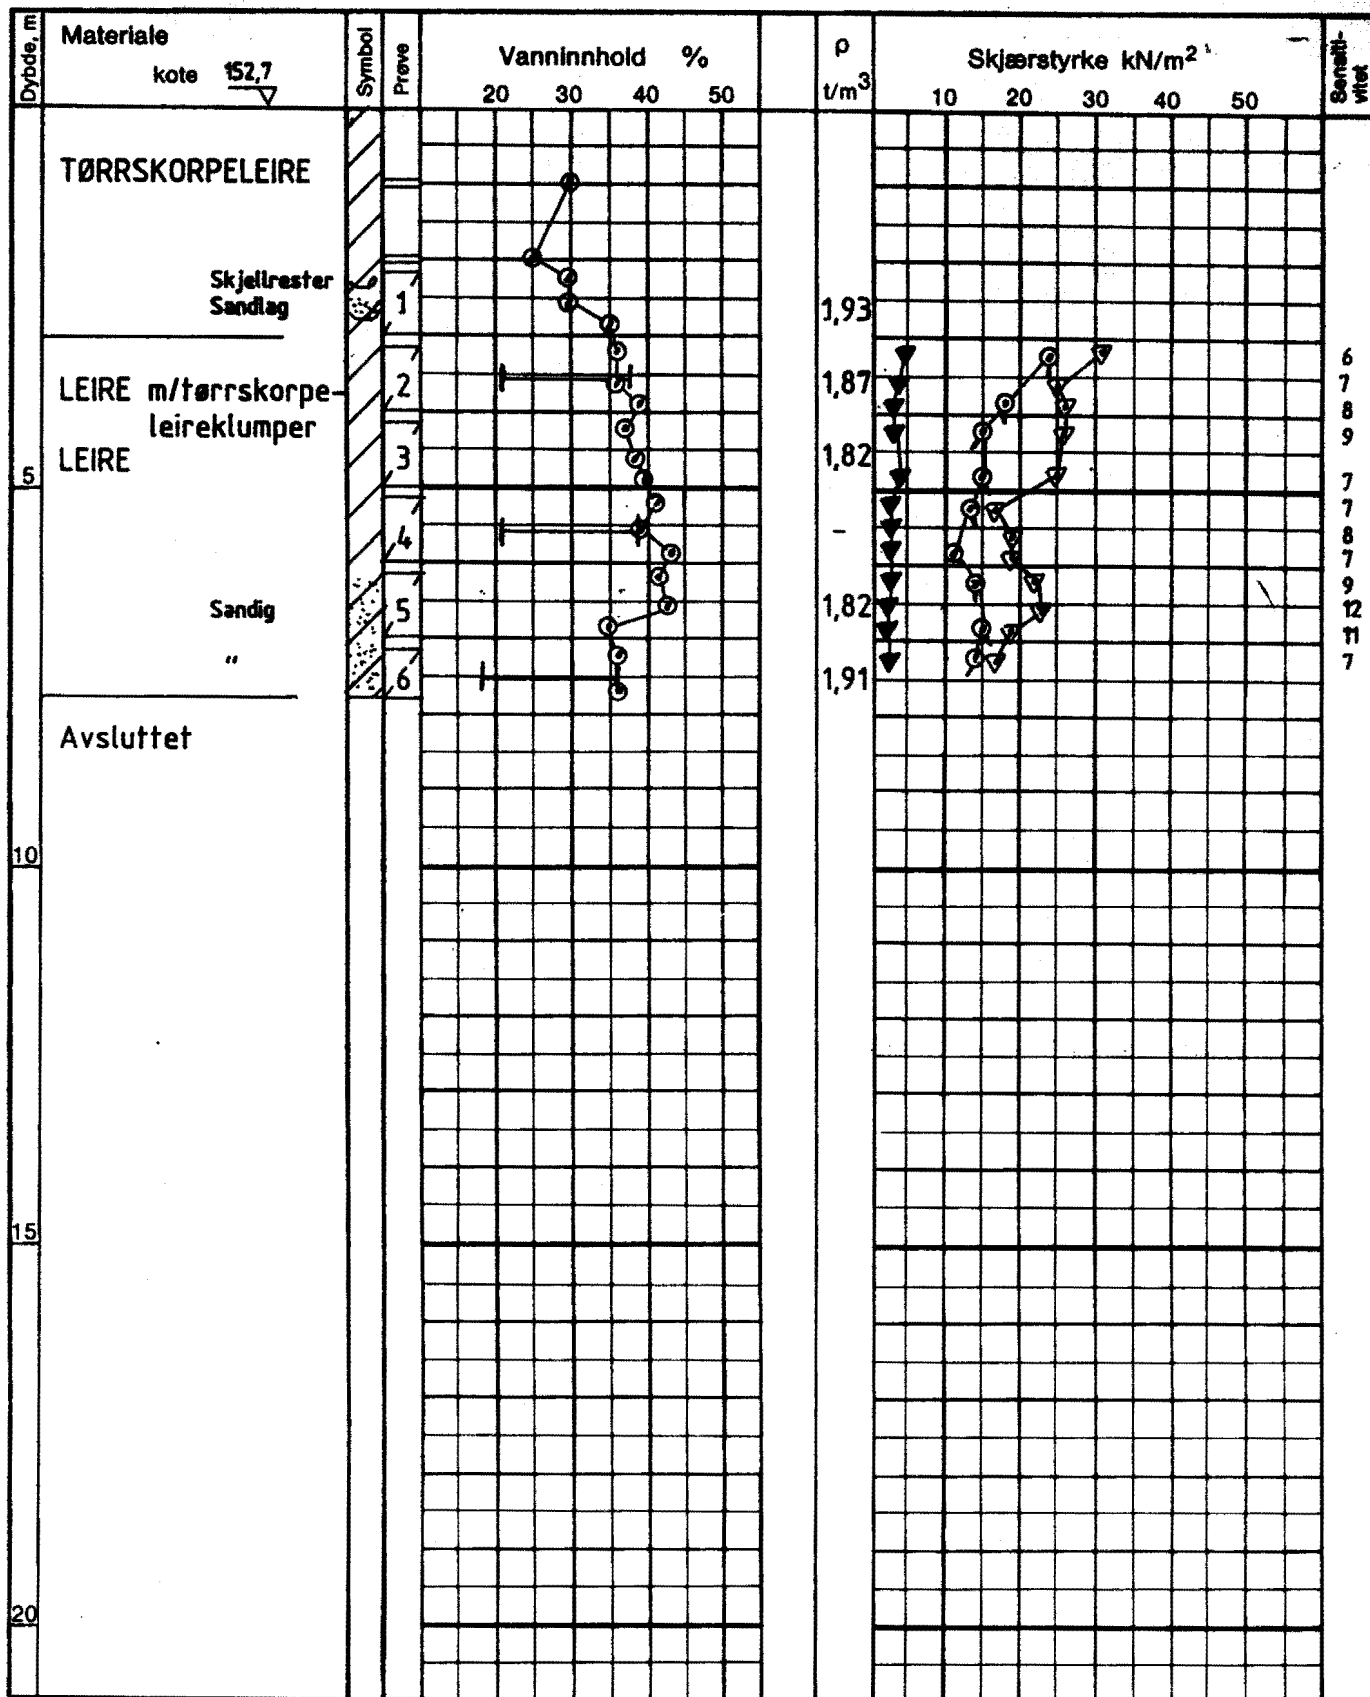 Dybde, m
Materiale
kote 152,7
Symbol
Prøve
Vanninnhold %
20 30 40 50
ρ
t/m³
Skjærstyrke kN/m²
10 20 30 40 50
Sensiti-
vitet
TØRRSKORPELEIRE
Skjellrester
Sandlag
1
1,93
6
LEIRE m/tørrskorpe-
leireklumper
2
1,87
7
8
9
LEIRE
3
1,82
5
7
7
4
-
8
7
9
Sandig
5
1,82
12
11
"
7
6
1,91
Avsluttet
10
15
20